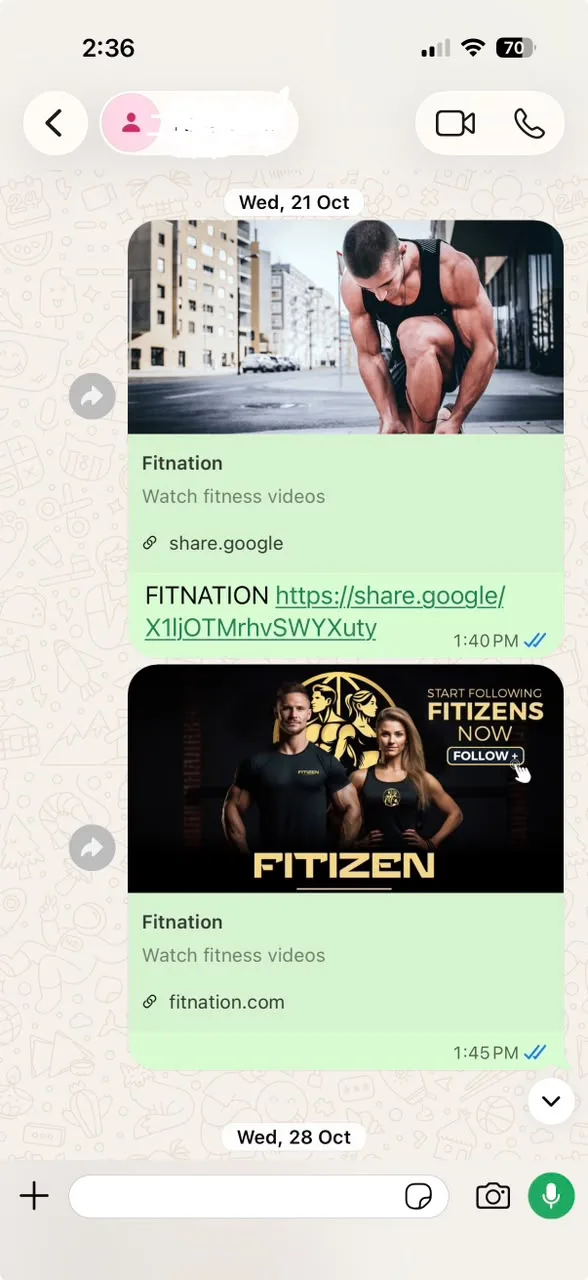 2:36
70
Wed, 21 Oct
Fitnation
Watch fitness videos
share.google
FITNATION https://share.google/
X1ljOTMrhvSWYXuty
1:40 PM
START FOLLOWING
FITIZENS
NOW
FOLLOW +
FITIZEN
FITIZEN
Fitnation
Watch fitness videos
fitnation.com
1:45 PM
Wed, 28 Oct